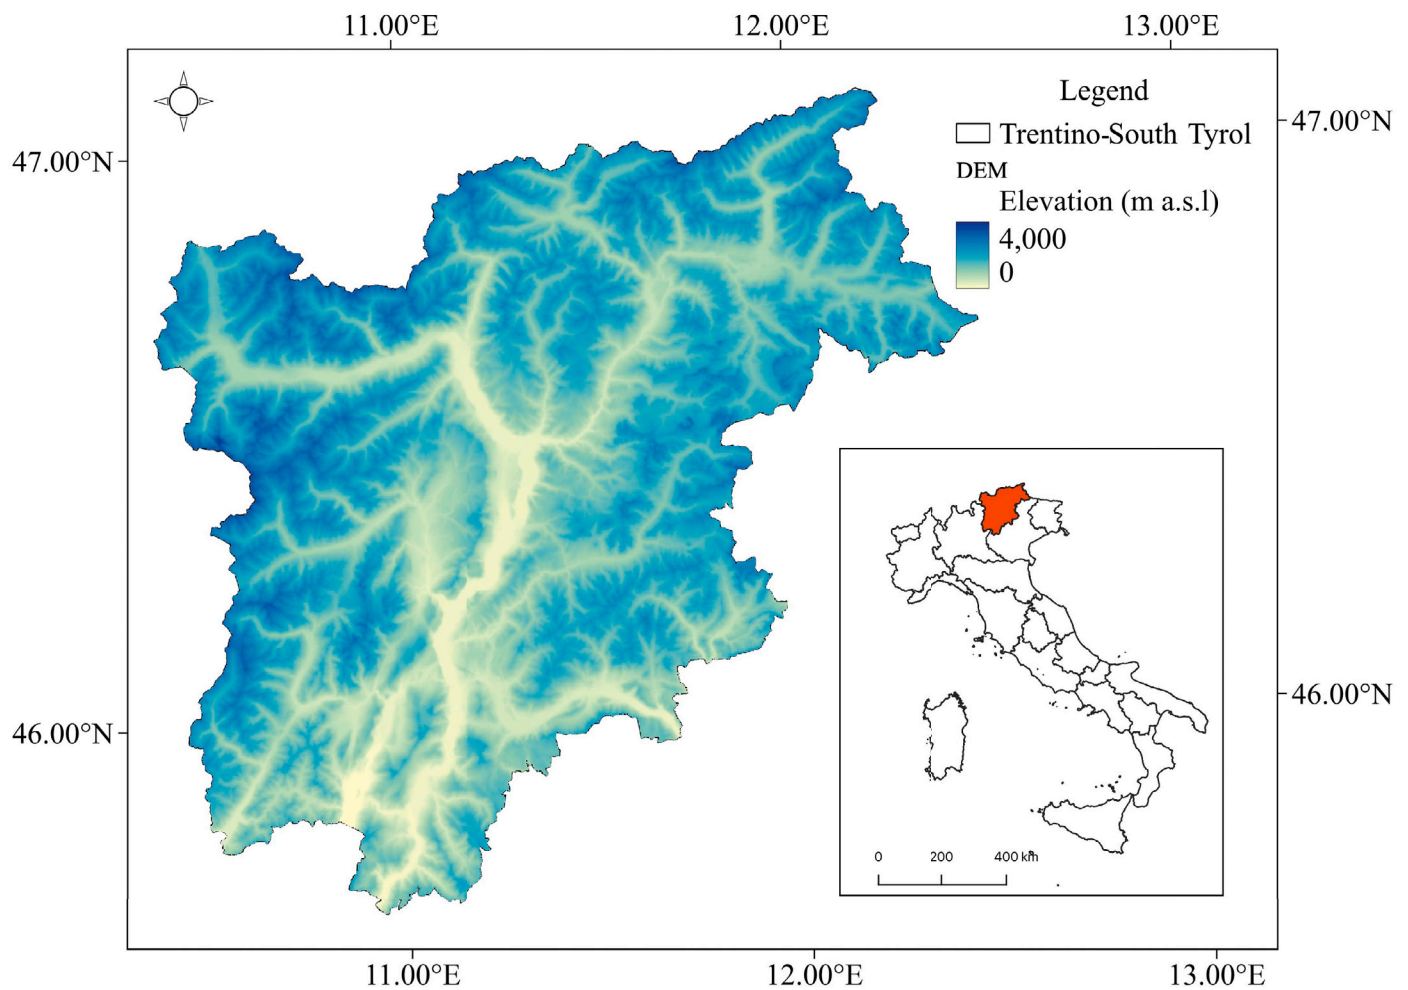 11.00°E 12.00°E 13.00°E
Legend
Trentino-South Tyrol
47.00°N
47.00°N
DEM
Elevation (m a.s.l)
4,000
0
46.00°N
46.00°N
0 200 400 km
11.00°E 12.00°E 13.00°E